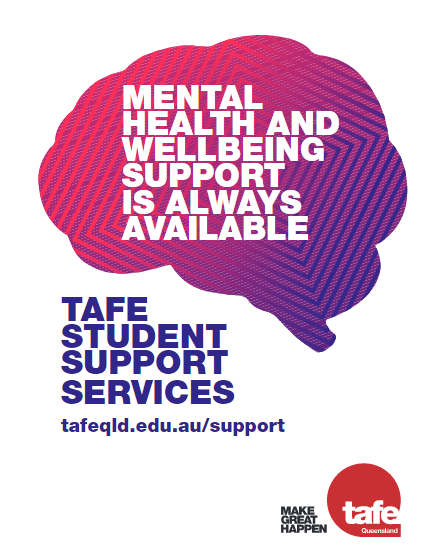 MENTAL
HEALTH AND
WELLBEING
SUPPORT
IS ALWAYS
AVAILABLE
TAFE
STUDENT
SUPPORT
SERVICES
tafeqld.edu.au/support
MAKE
GREAT
HAPPEN
tafe
Queensland